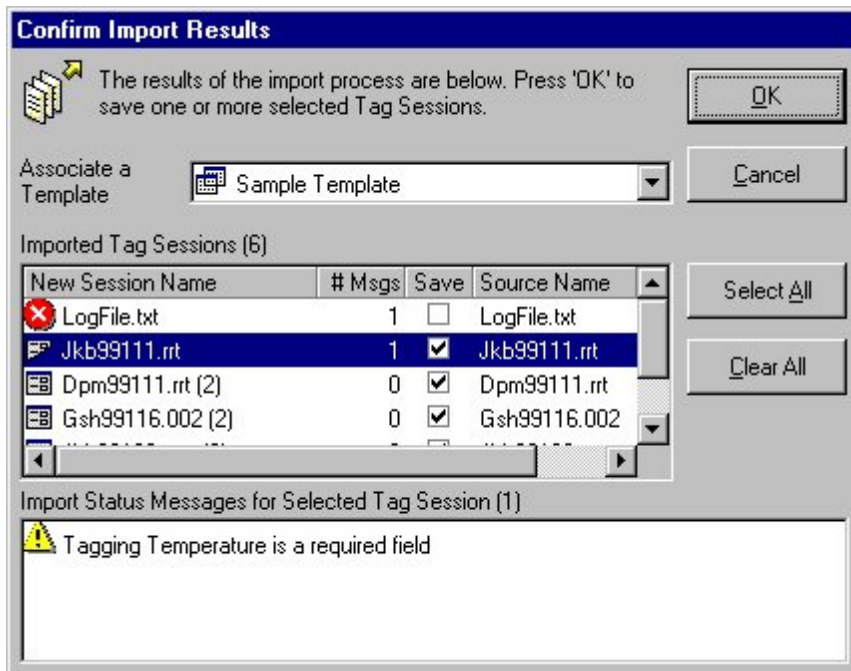 Confirm Import Results
The results of the import process are below. Press 'OK' to
save one or more selected Tag Sessions.
OK
Associate a
Template
Sample Template
Cancel
Imported Tag Sessions (6)
New Session Name # Msgs Save Source Name
LogFile.txt 1 LogFile.txt
Jkb99111.rrt 1 Jkb99111.rrt
Dpm99111.rrt (2) 0 Dpm99111.rrt
Gsh99116.002 (2) 0 Gsh99116.002
Select All
Clear All
Import Status Messages for Selected Tag Session (1)
Tagging Temperature is a required field